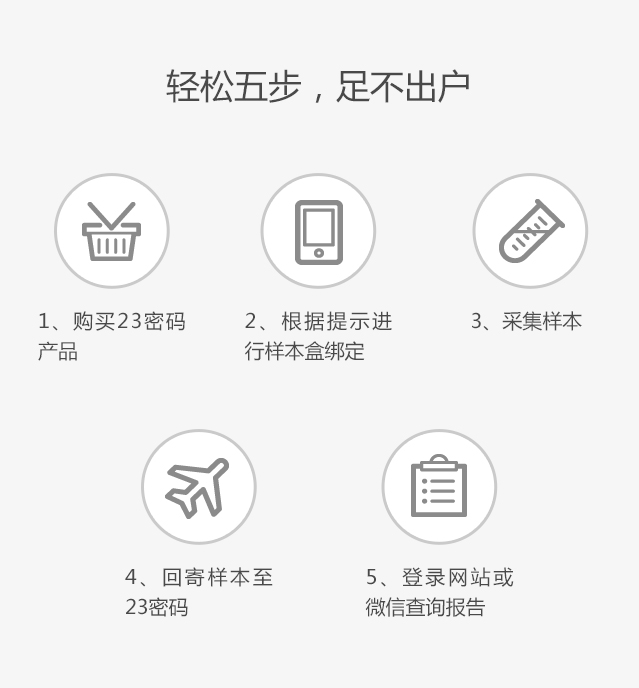 轻松五步，足不出户
1、购买23密码
产品
2、根据提示进
行样本盒绑定
3、采集样本
4、回寄样本至
23密码
5、登录网站或
微信查询报告